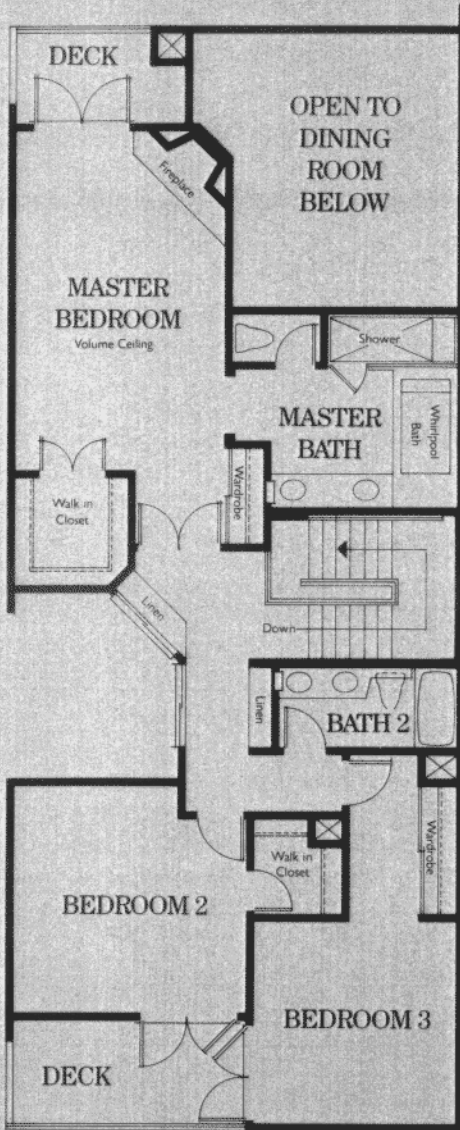 DECK
OPEN TO
DINING
ROOM
BELOW
Fireplace
MASTER
BEDROOM
Volume Ceiling
Shower
MASTER
BATH
Whirlpool
Bath
Wardrobe
Walk in
Closet
Linen
Down
Linen
BATH 2
Wardrobe
Walk in
Closet
BEDROOM 2
BEDROOM 3
DECK